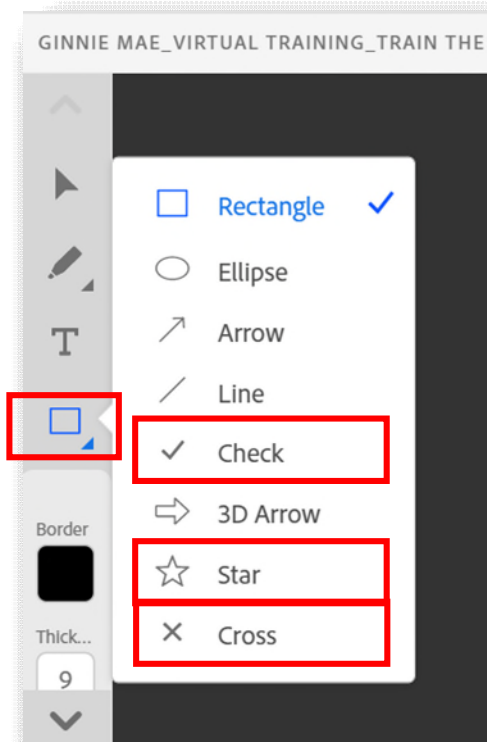 GINNIE MAE_VIRTUAL TRAINING_TRAIN THE
Rectangle
Ellipse
T
Arrow
Line
Check
3D Arrow
Border
Star
Thick...
Cross
9